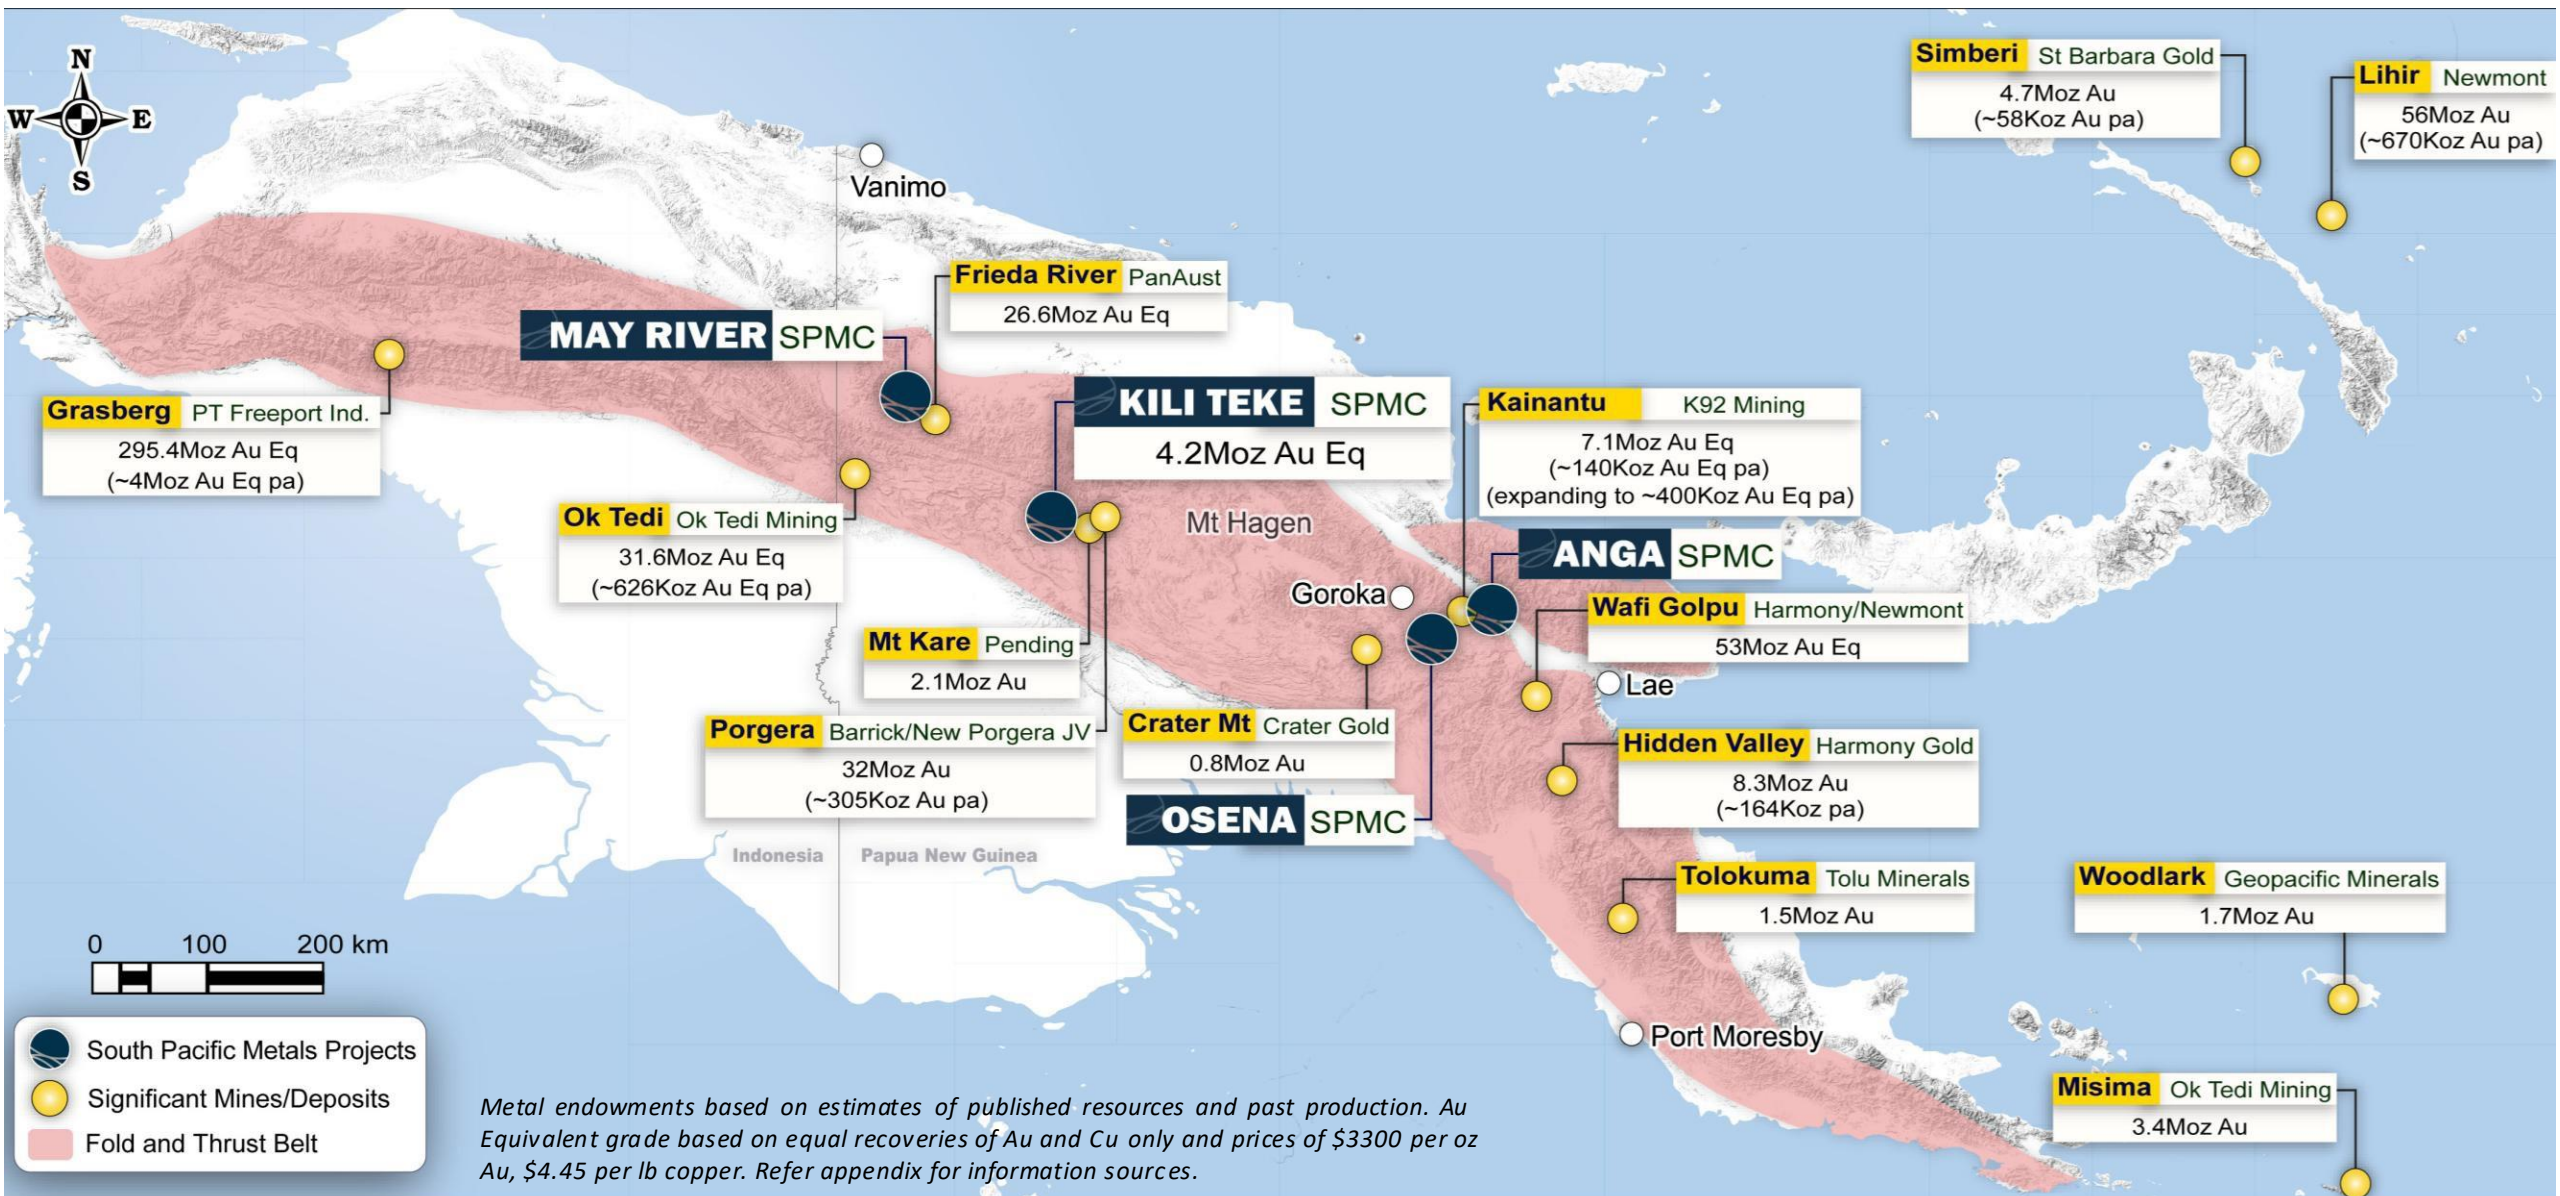 N
W E
S
Simberi St Barbara Gold
4.7Moz Au
(~58Koz Au pa)
Lihir Newmont
56Moz Au
(~670Koz Au pa)
Vanimo
Frieda River PanAust
26.6Moz Au Eq
MAY RIVER SPMC
KILI TEKE SPMC
4.2Moz Au Eq
Grasberg PT Freeport Ind.
295.4Moz Au Eq
(~4Moz Au Eq pa)
Kainantu K92 Mining
7.1Moz Au Eq
(~140Koz Au Eq pa)
(expanding to ~400Koz Au Eq pa)
Ok Tedi Ok Tedi Mining
31.6Moz Au Eq
(~626Koz Au Eq pa)
Mt Hagen
ANGA SPMC
Goroka
Wafi Golpu Harmony/Newmont
53Moz Au Eq
Mt Kare Pending
2.1Moz Au
Lae
Porgera Barrick/New Porgera JV
32Moz Au
(~305Koz Au pa)
Crater Mt Crater Gold
0.8Moz Au
Hidden Valley Harmony Gold
8.3Moz Au
(~164Koz pa)
OSENA SPMC
Indonesia Papua New Guinea
Tolokuma Tolu Minerals
1.5Moz Au
Woodlark Geopacific Minerals
1.7Moz Au
0 100 200 km
Port Moresby
South Pacific Metals Projects
Significant Mines/Deposits
Fold and Thrust Belt
Misima Ok Tedi Mining
3.4Moz Au
Metal endowments based on estimates of published resources and past production. Au
Equivalent grade based on equal recoveries of Au and Cu only and prices of $3300 per oz
Au, $4.45 per lb copper. Refer appendix for information sources.